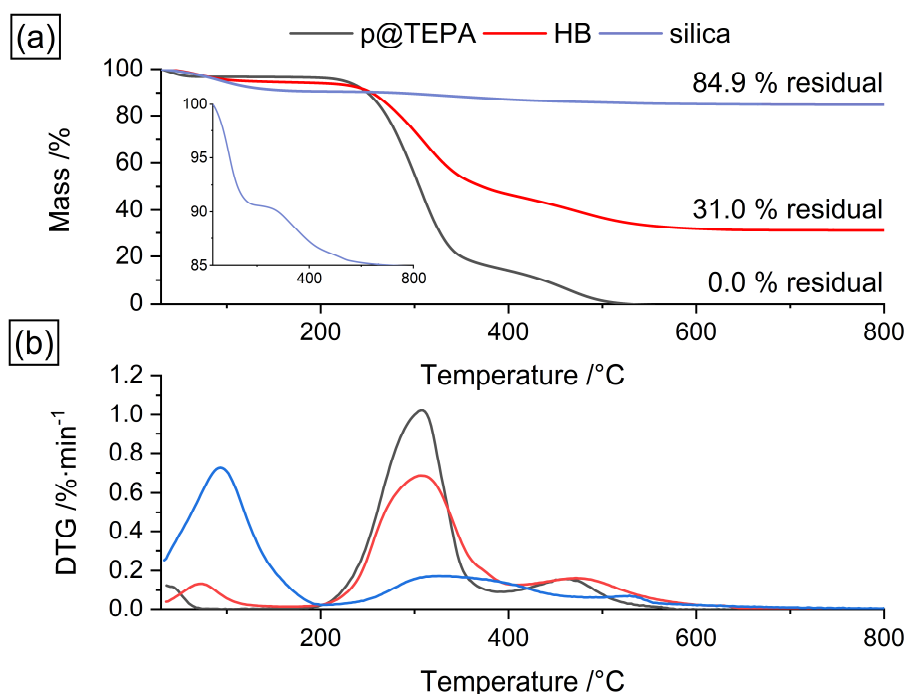 (a)
p@TEPA HB silica
Mass /%
100
80
60
40
20
0
100
95
90
85
400 800
84.9 % residual
31.0 % residual
0.0 % residual
200 400 600 800
Temperature /°C
(b)
DTG /%·min⁻¹
1.2
1.0
0.8
0.6
0.4
0.2
0.0
200 400 600 800
Temperature /°C